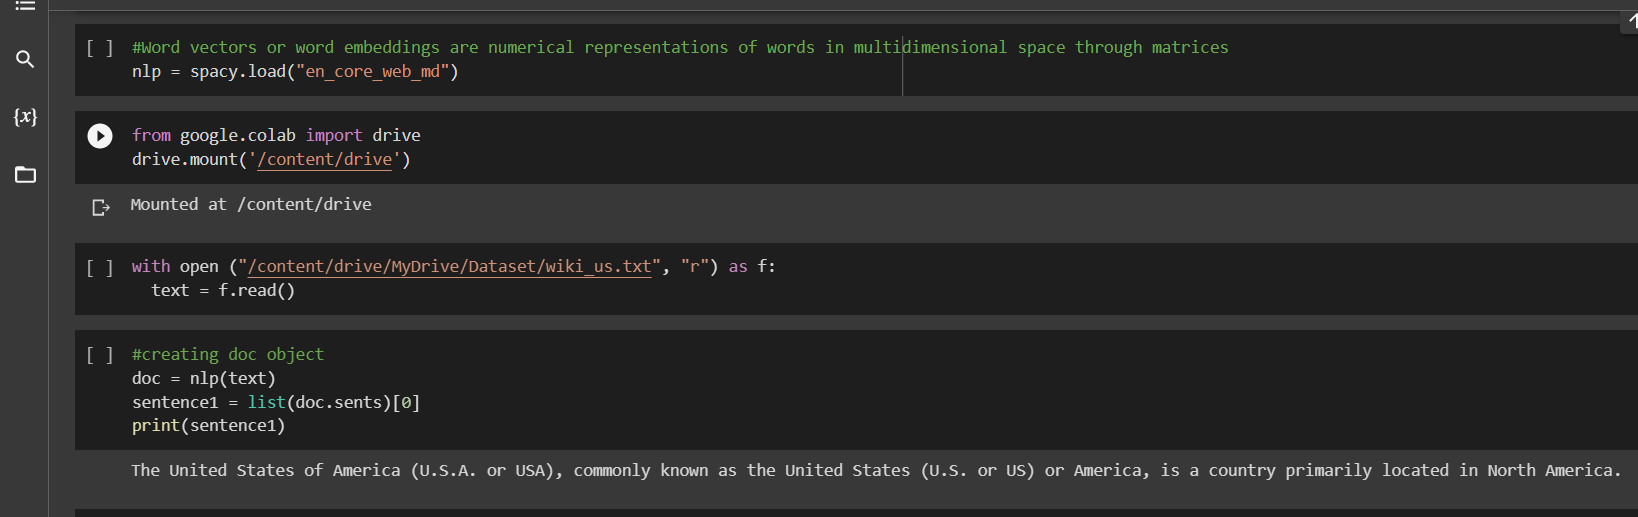 {x}
[ ] #Word vectors or word embeddings are numerical representations of words in multidimensional space through matrices
nlp = spacy.load("en_core_web_md")
from google.colab import drive
drive.mount('/content/drive')
Mounted at /content/drive
[ ] with open ("/content/drive/MyDrive/Dataset/wiki_us.txt", "r") as f:
  text = f.read()
[ ] #creating doc object
doc = nlp(text)
sentence1 = list(doc.sents)[0]
print(sentence1)
The United States of America (U.S.A. or USA), commonly known as the United States (U.S. or US) or America, is a country primarily located in North America.